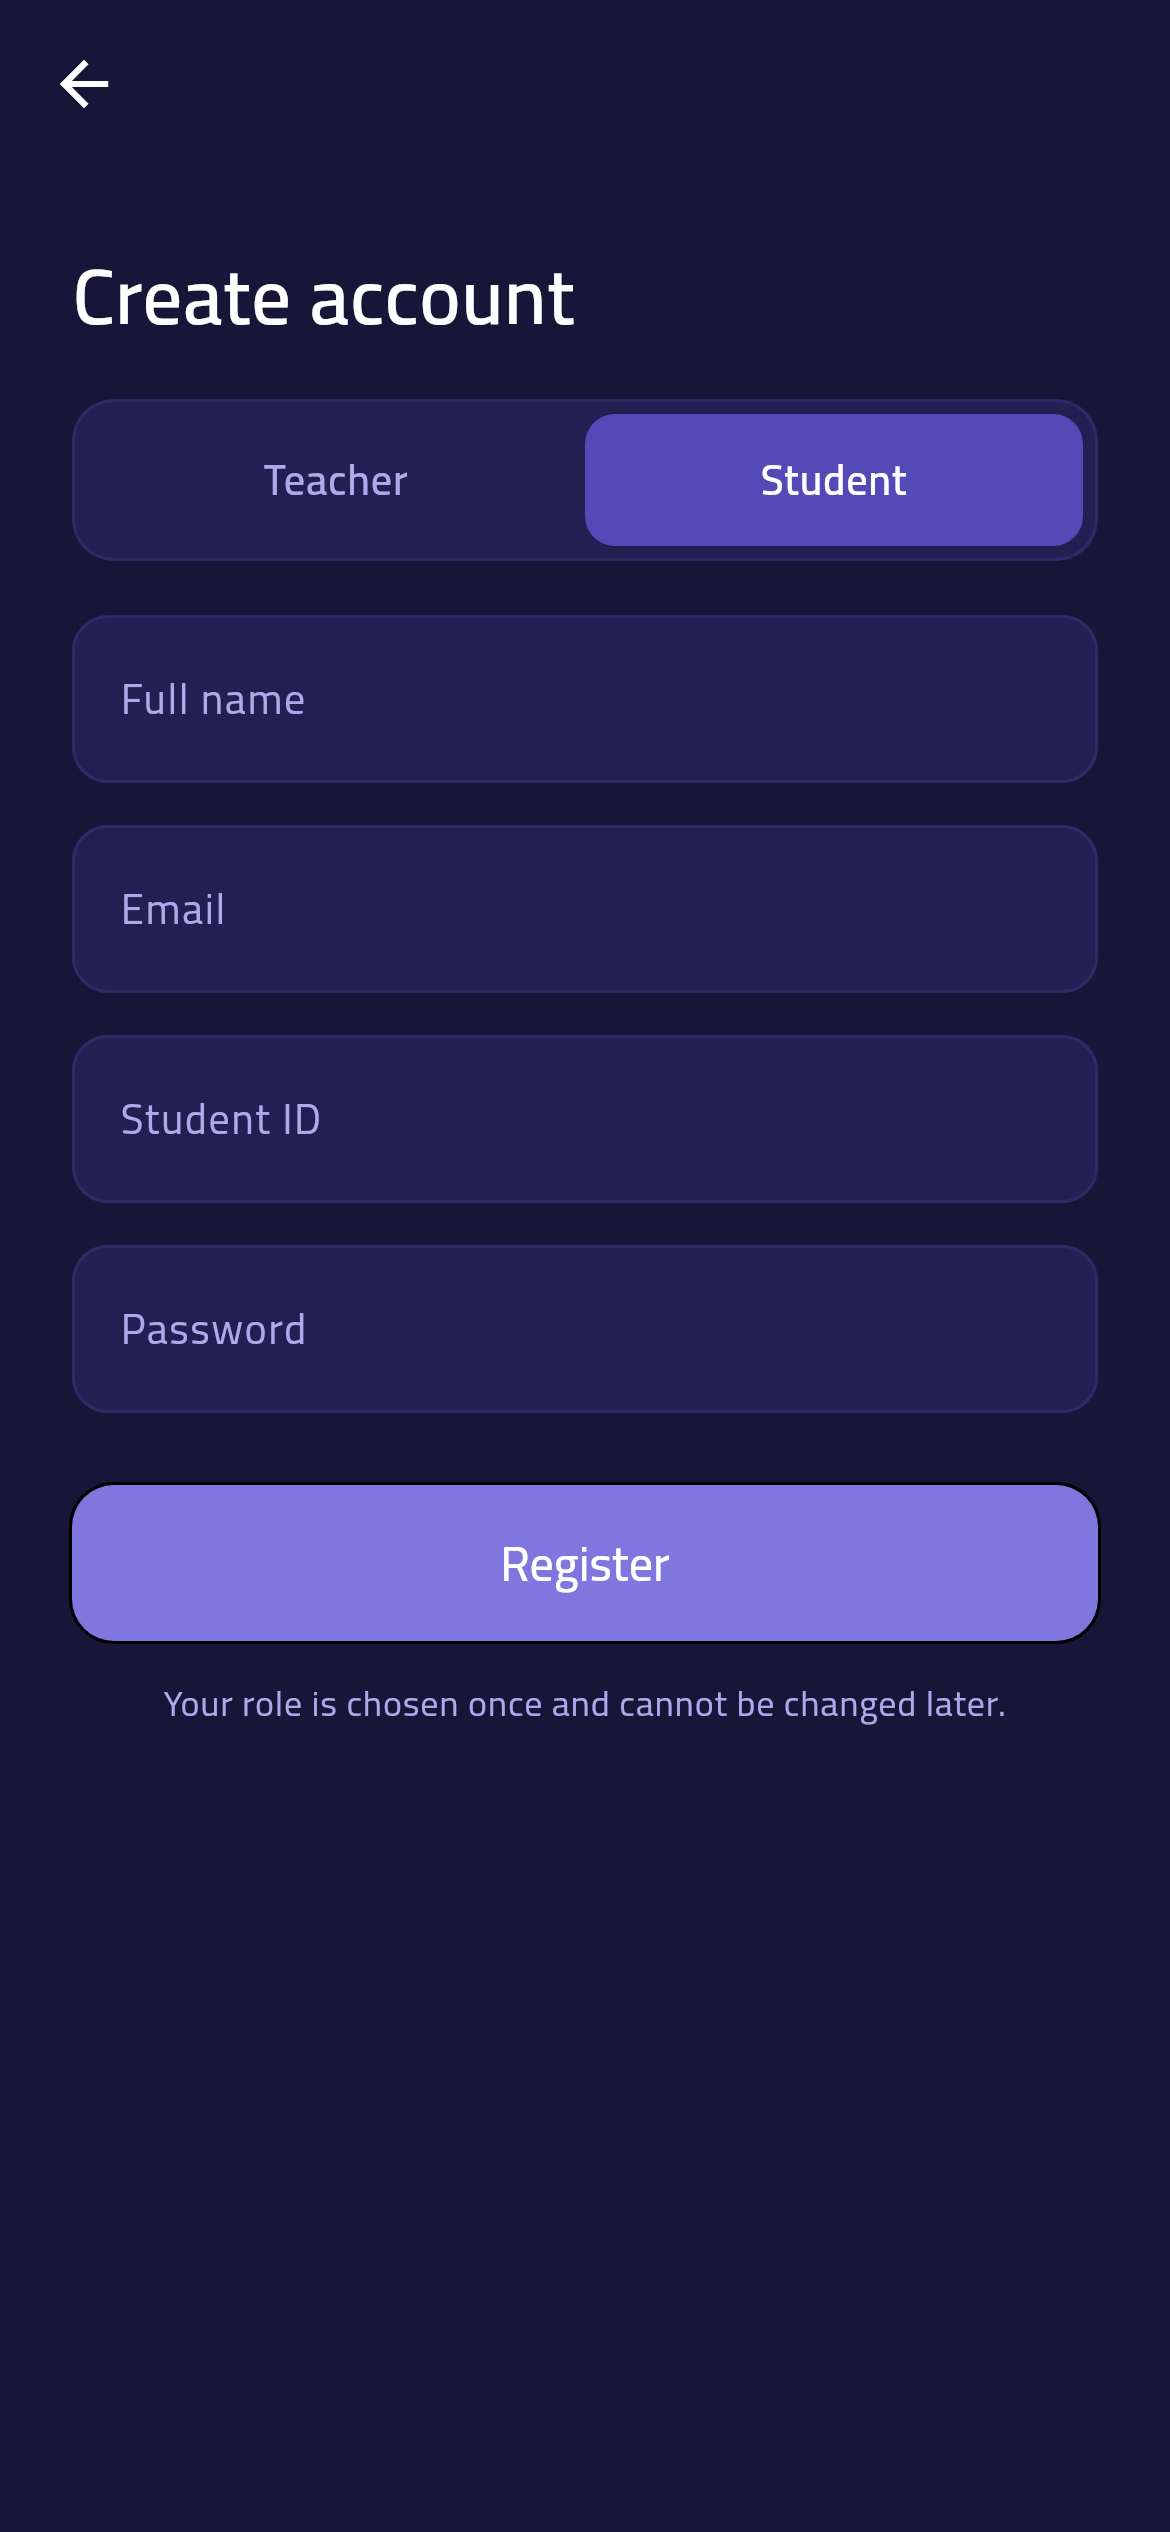 Create account
Teacher Student
Full name
Email
Student ID
Password
Register
Your role is chosen once and cannot be changed later.